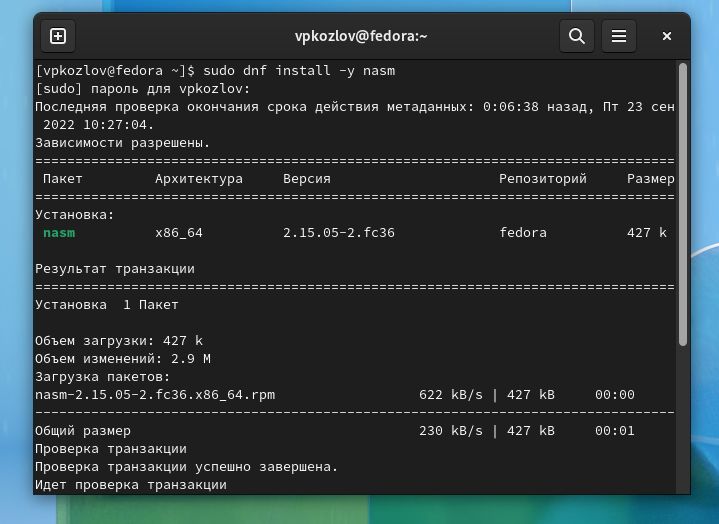 vpkozlov@fedora:~
[vpkozlov@fedora ~]$ sudo dnf install -y nasm
[sudo] пароль для vpkozlov:
Последняя проверка окончания срока действия метаданных: 0:06:38 назад, Пт 23 сен
 2022 10:27:04.
Зависимости разрешены.
================================================================================
 Пакет Архитектура Версия Репозиторий Размер
================================================================================
Установка:
 nasm x86_64 2.15.05-2.fc36 fedora 427 k

Результат транзакции
================================================================================
Установка  1 Пакет

Объем загрузки: 427 k
Объем изменений: 2.9 M
Загрузка пакетов:
nasm-2.15.05-2.fc36.x86_64.rpm 622 kB/s | 427 kB 00:00
--------------------------------------------------------------------------------
Общий размер 230 kB/s | 427 kB 00:01
Проверка транзакции
Проверка транзакции успешно завершена.
Идет проверка транзакции